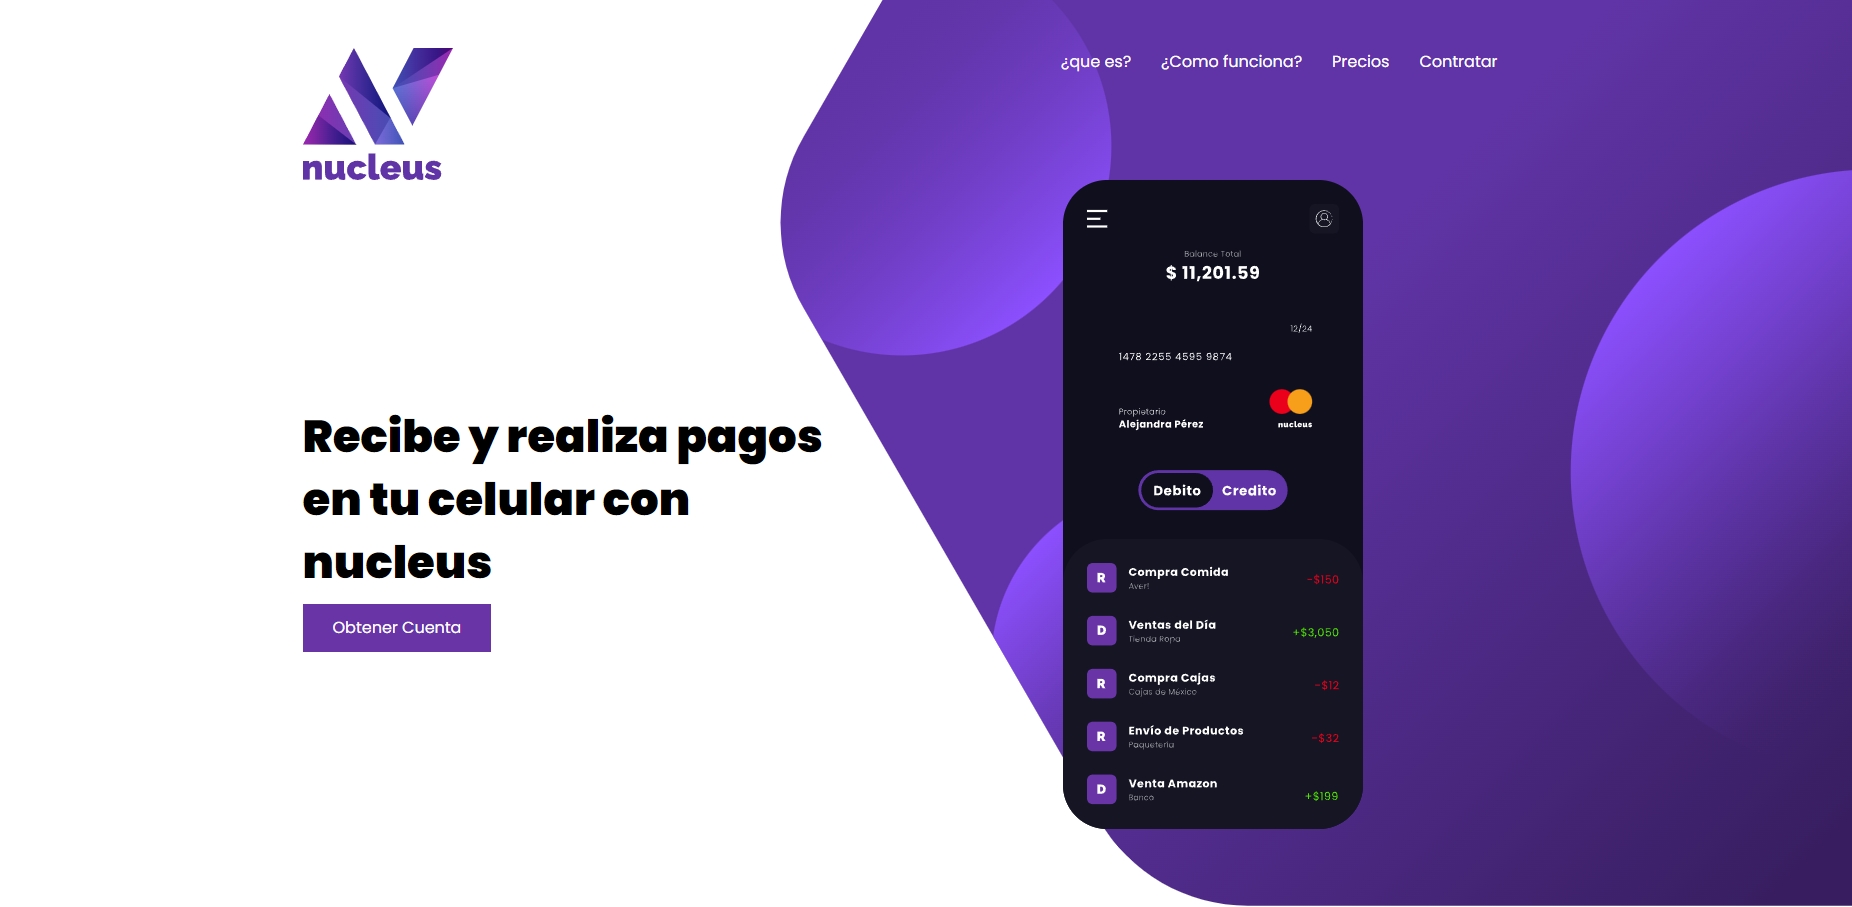 nucleus
¿que es? ¿Como funciona? Precios Contratar
Recibe y realiza pagos
en tu celular con
nucleus
Obtener Cuenta
Balance Total
$ 11,201.59
12/24
1478 2255 4595 9874
Propietario
Alejandra Pérez
nucleus
Debito Credito
R Compra Comida -$150
Aver!
D Ventas del Día +$3,050
Tienda Ropa
R Compra Cajas -$12
Cajas de México
R Envío de Productos -$32
Paquetería
D Venta Amazon +$199
Banco